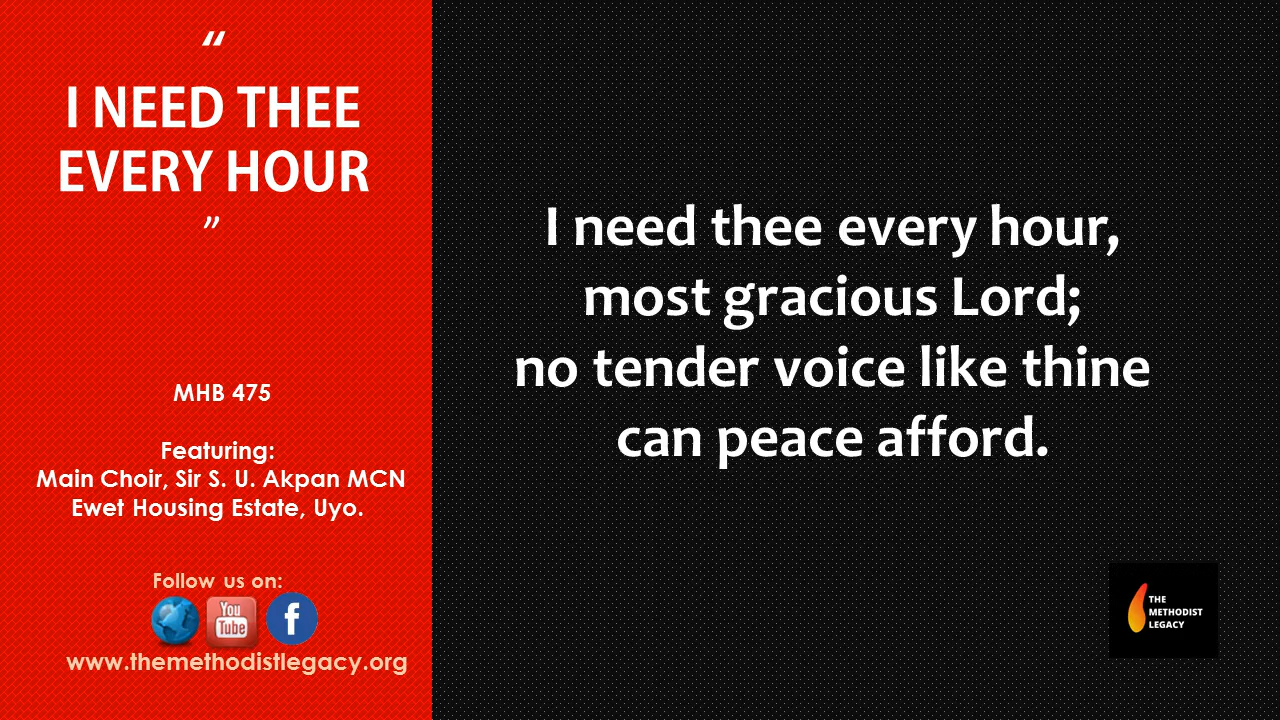 “
I NEED THEE
EVERY HOUR
”
MHB 475
Featuring:
Main Choir, Sir S. U. Akpan MCN
Ewet Housing Estate, Uyo.
Follow us on:
You
Tube
f
www.themethodistlegacy.org
I need thee every hour,
most gracious Lord;
no tender voice like thine
can peace afford.
THE
METHODIST
LEGACY